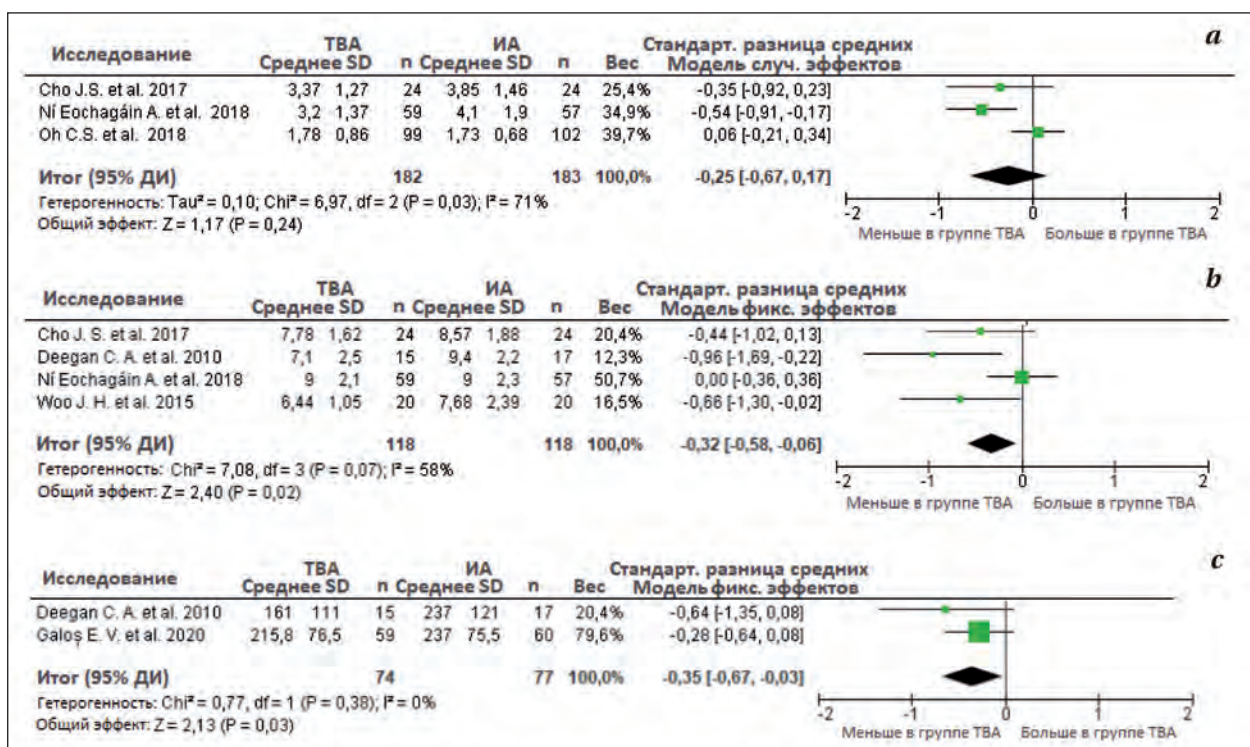 a
ТВА ИА Стандарт. разница средних
Исследование Среднее SD n Среднее SD n Вес Модель случ. эффектов
Cho J.S. et al. 2017 3,37 1,27 24 3,85 1,46 24 25,4% -0,35 [-0,92, 0,23]
Ní Eochagáin A. et al. 2018 3,2 1,37 59 4,1 1,9 57 34,9% -0,54 [-0,91, -0,17]
Oh C.S. et al. 2018 1,78 0,86 99 1,73 0,68 102 39,7% 0,06 [-0,21, 0,34]
Итог (95% ДИ) 182 183 100,0% -0,25 [-0,67, 0,17]
Гетерогенность: Tau² = 0,10; Chi² = 6,97, df = 2 (P = 0,03); I² = 71%
Общий эффект: Z = 1,17 (P = 0,24)
-2 -1 0 1 2
Меньше в группе ТВА Больше в группе ТВА
b
ТВА ИА Стандарт. разница средних
Исследование Среднее SD n Среднее SD n Вес Модель фикс. эффектов
Cho J. S. et al. 2017 7,78 1,62 24 8,57 1,88 24 20,4% -0,44 [-1,02, 0,13]
Deegan C. A. et al. 2010 7,1 2,5 15 9,4 2,2 17 12,3% -0,96 [-1,69, -0,22]
Ní Eochagáin A. et al. 2018 9 2,1 59 9 2,3 57 50,7% 0,00 [-0,36, 0,36]
Woo J. H. et al. 2015 6,44 1,05 20 7,68 2,39 20 16,5% -0,66 [-1,30, -0,02]
Итог (95% ДИ) 118 118 100,0% -0,32 [-0,58, -0,06]
Гетерогенность: Chi² = 7,08, df = 3 (P = 0,07); I² = 58%
Общий эффект: Z = 2,40 (P = 0,02)
-2 -1 0 1 2
Меньше в группе ТВА Больше в группе ТВА
c
ТВА ИА Стандарт. разница средних
Исследование Среднее SD n Среднее SD n Вес Модель фикс. эффектов
Deegan C. A. et al. 2010 161 111 15 237 121 17 20,4% -0,64 [-1,35, 0,08]
Galoş E. V. et al. 2020 215,8 76,5 59 237 75,5 60 79,6% -0,28 [-0,64, 0,08]
Итог (95% ДИ) 74 77 100,0% -0,35 [-0,67, -0,03]
Гетерогенность: Chi² = 0,77, df = 1 (P = 0,38); I² = 0%
Общий эффект: Z = 2,13 (P = 0,03)
-2 -1 0 1 2
Меньше в группе ТВА Больше в группе ТВА